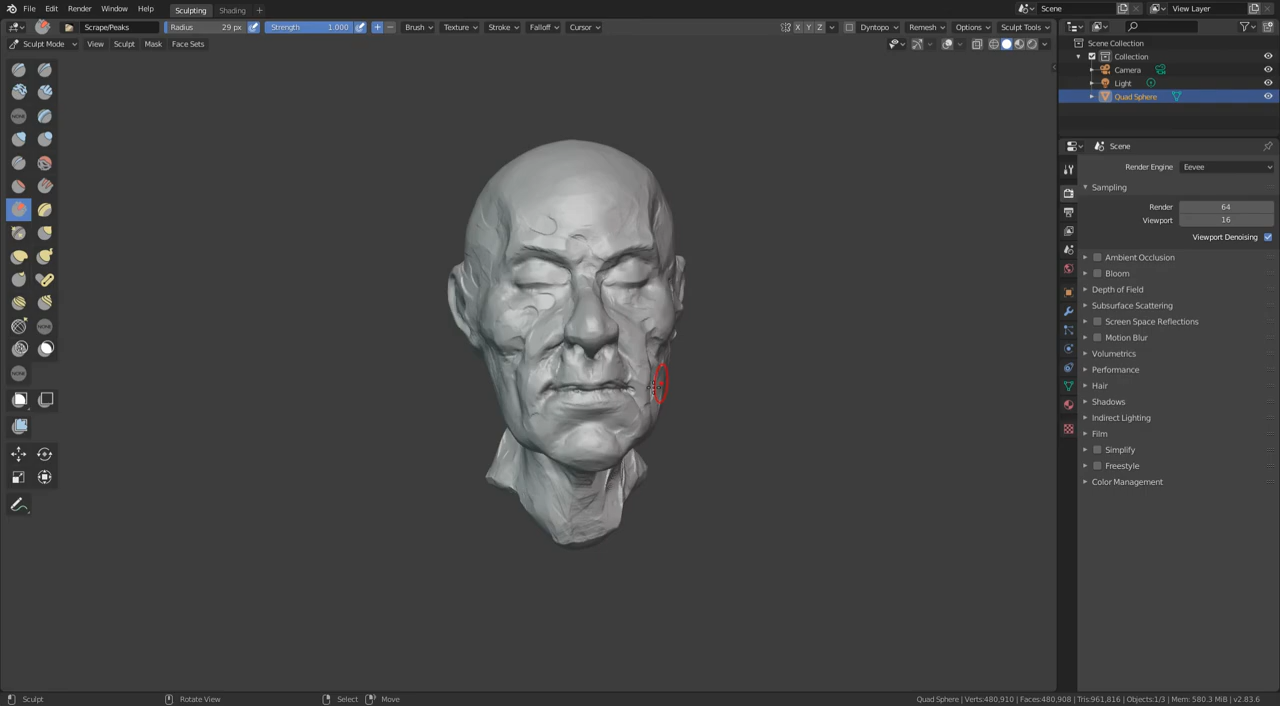 File Edit Render Window Help Sculpting Shading + Scene View Layer
Scrape/Peaks Radius 29 px Strength 1.000 Brush Texture Stroke Falloff Cursor X Y Z Dyntopo Remesh Options Sculpt Tools
Sculpt Mode View Sculpt Mask Face Sets
Scene Collection
Collection
Camera
Light
Quad Sphere
NONE
NONE
NONE
Scene
Render Engine Eevee
Sampling
Render 64
Viewport 16
Viewport Denoising
Ambient Occlusion
Bloom
Depth of Field
Subsurface Scattering
Screen Space Reflections
Motion Blur
Volumetrics
Performance
Hair
Shadows
Indirect Lighting
Film
Simplify
Freestyle
Color Management
Sculpt Rotate View Select Move Quad Sphere | Verts:480,910 | Faces:480,908 | Tris:961,816 | Objects:1/3 | Mem: 580.3 MiB | v2.83.6